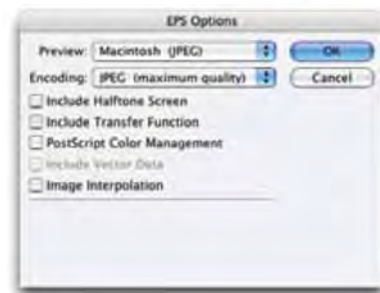 EPS Options
Preview: Macintosh (JPEG) OK
Encoding: JPEG (maximum quality) Cancel
Include Halftone Screen
Include Transfer Function
PostScript Color Management
Include Vector Data
Image Interpolation